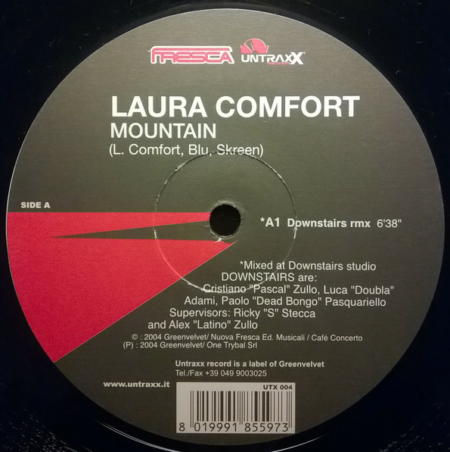 FRESCA UNTRAXX
LAURA COMFORT
MOUNTAIN
(L. Comfort, Blu, Skreen)
SIDE A
*A1 Downstairs rmx 6'38"
*Mixed at Downstairs studio
DOWNSTAIRS are:
Cristiano "Pascal" Zullo, Luca "Doubla"
Adami, Paolo "Dead Bongo" Pasquariello
Supervisors: Ricky "S" Stecca
and Alex "Latino" Zullo
© : 2004 Greenvelvet/ Nuova Fresca Ed. Musicali / Café Concerto
(P) : 2004 Greenvelvet/ One Trybal Srl
Untraxx record is a label of Greenvelvet
Tel./Fax +39 049 9003025
www.untraxx.it
UTX 004
8 019991 855973